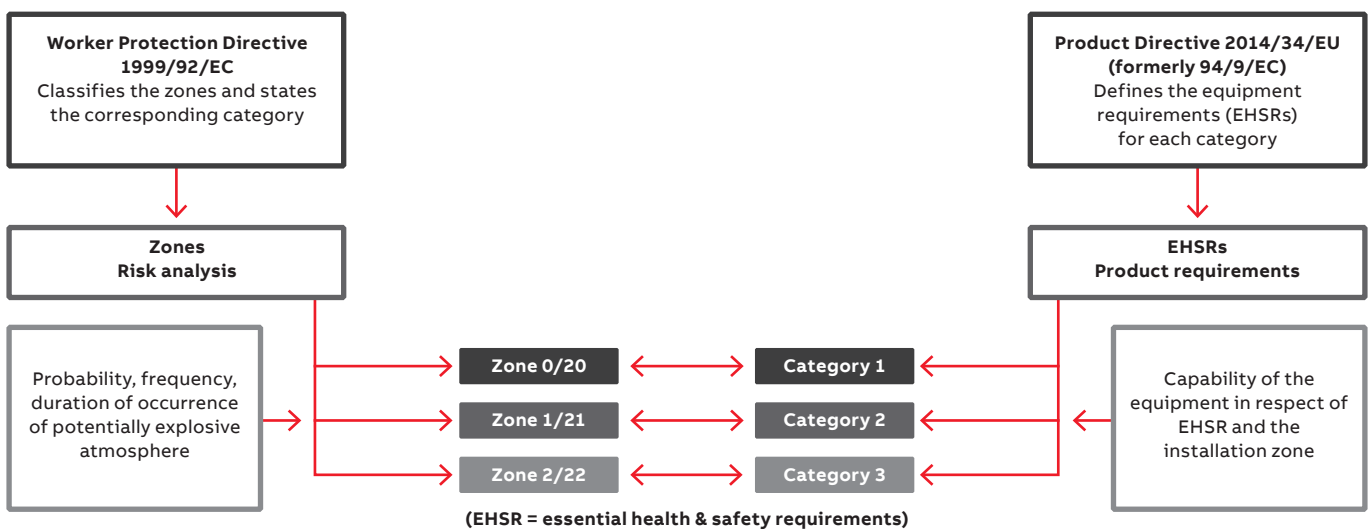 Worker Protection Directive
1999/92/EC
Classifies the zones and states
the corresponding category
Product Directive 2014/34/EU
(formerly 94/9/EC)
Defines the equipment
requirements (EHSRs)
for each category
Zones
Risk analysis
EHSRs
Product requirements
Probability, frequency,
duration of occurrence
of potentially explosive
atmosphere
Zone 0/20
Category 1
Zone 1/21
Category 2
Zone 2/22
Category 3
Capability of the
equipment in respect of
EHSR and the
installation zone
(EHSR = essential health & safety requirements)